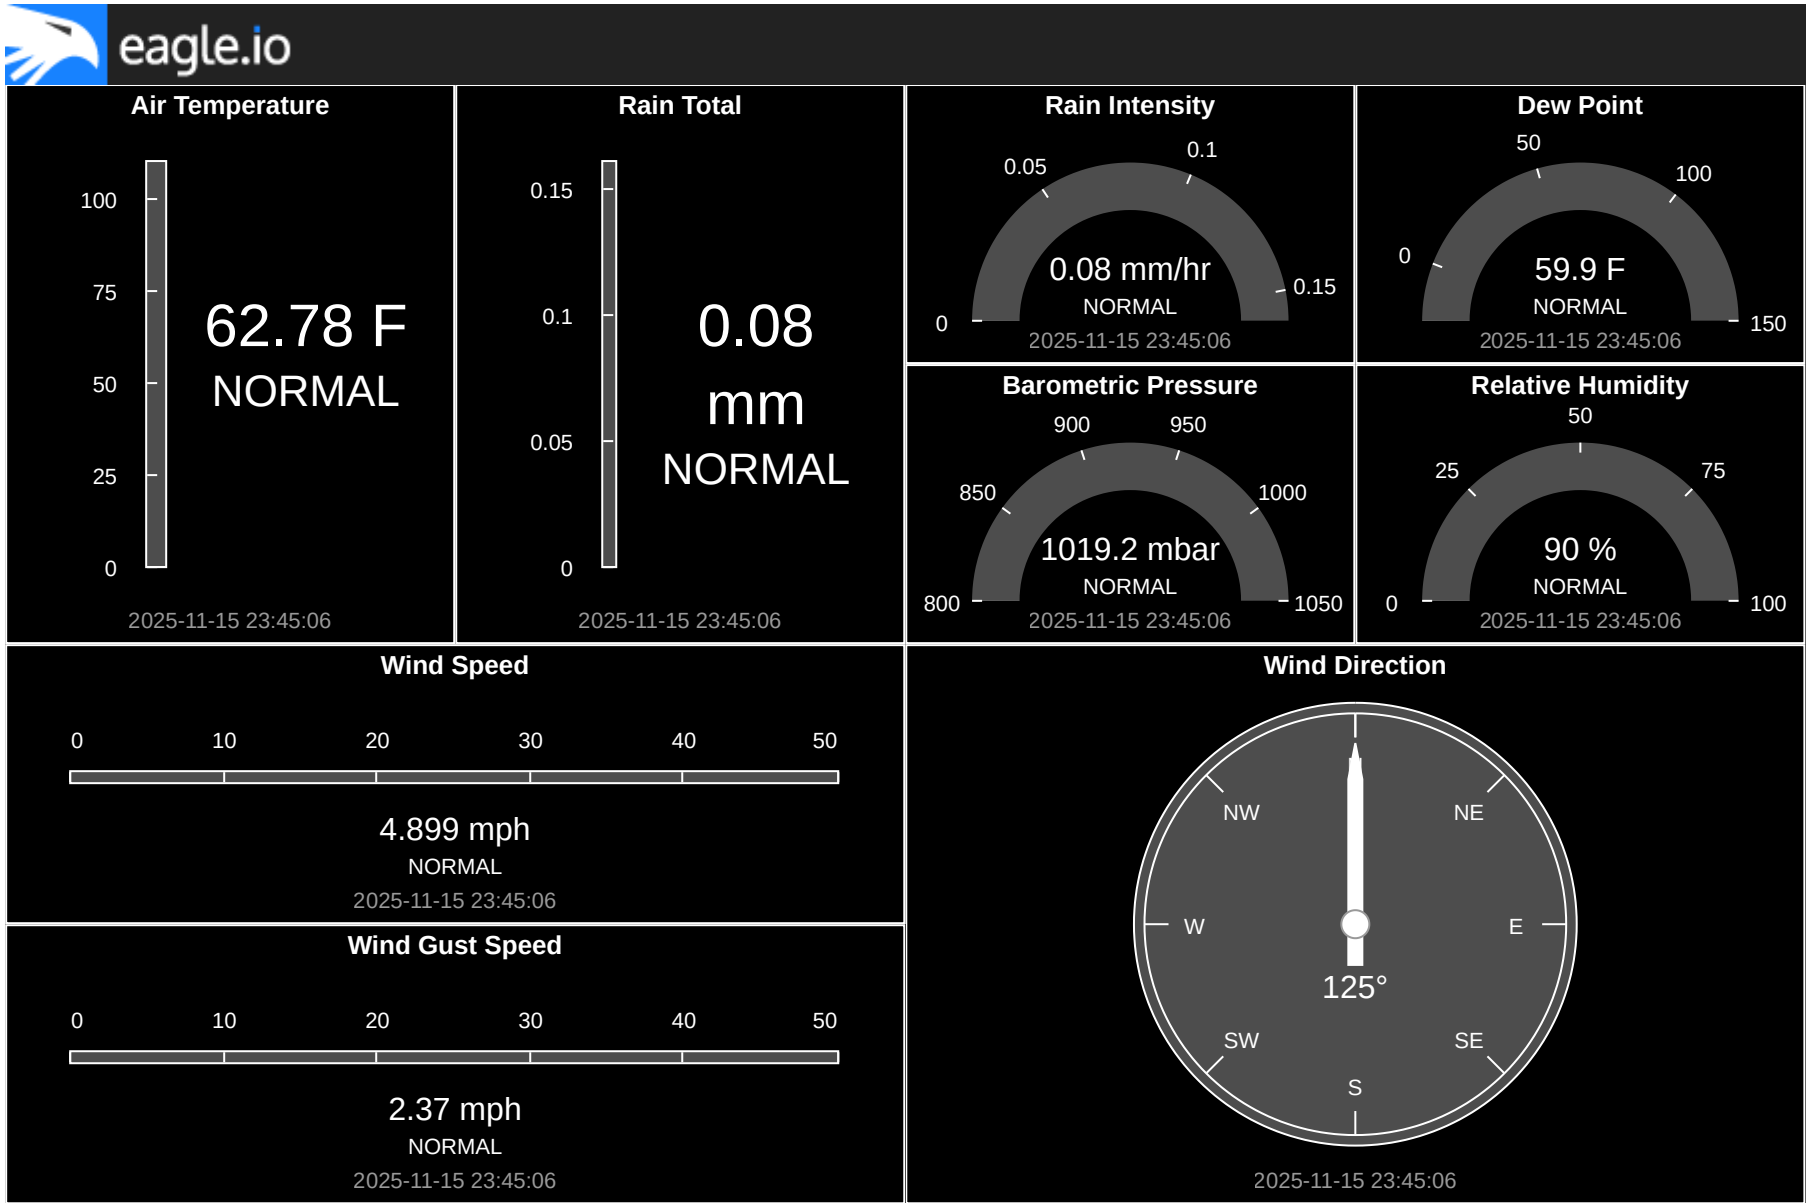 eagle.io
Air Temperature
100
75
50
25
0
62.78 F
NORMAL
2025-11-15 23:45:06
Rain Total
0.15
0.1
0.05
0
0.08
mm
NORMAL
2025-11-15 23:45:06
Rain Intensity
0
0.05
0.1
0.15
0.08 mm/hr
NORMAL
2025-11-15 23:45:06
Dew Point
0
50
100
150
59.9 F
NORMAL
2025-11-15 23:45:06
Barometric Pressure
800
850
900
950
1000
1050
1019.2 mbar
NORMAL
2025-11-15 23:45:06
Relative Humidity
0
25
50
75
100
90 %
NORMAL
2025-11-15 23:45:06
Wind Speed
0 10 20 30 40 50
4.899 mph
NORMAL
2025-11-15 23:45:06
Wind Gust Speed
0 10 20 30 40 50
2.37 mph
NORMAL
2025-11-15 23:45:06
Wind Direction
NW NE
W E
125°
SW SE
S
2025-11-15 23:45:06